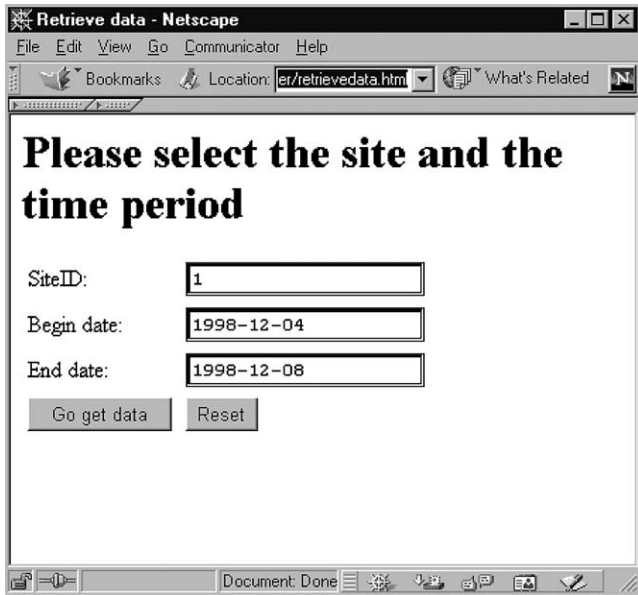 Retrieve data - Netscape
File Edit View Go Communicator Help
Bookmarks Location: er/retrievedata.html What's Related N
Please select the site and the
time period
SiteID: 1
Begin date: 1998-12-04
End date: 1998-12-08
Go get data Reset
Document: Done